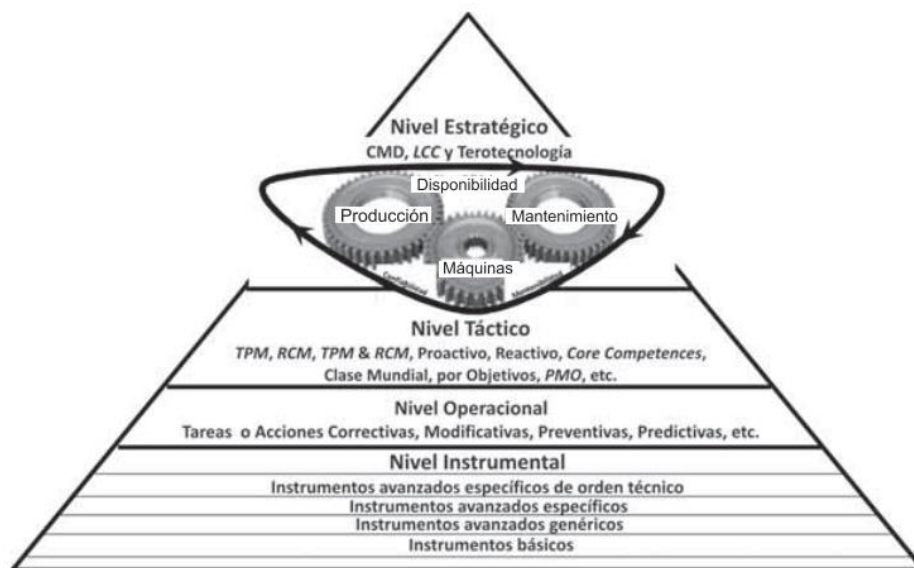 Nivel Estratégico
CMD, LCC y Terotecnología
Disponibilidad
Producción
Mantenimiento
Máquinas
Confiabilidad
Mantenibilidad
Nivel Táctico
TPM, RCM, TPM & RCM, Proactivo, Reactivo, Core Competences,
Clase Mundial, por Objetivos, PMO, etc.
Nivel Operacional
Tareas o Acciones Correctivas, Modificativas, Preventivas, Predictivas, etc.
Nivel Instrumental
Instrumentos avanzados específicos de orden técnico
Instrumentos avanzados específicos
Instrumentos avanzados genéricos
Instrumentos básicos